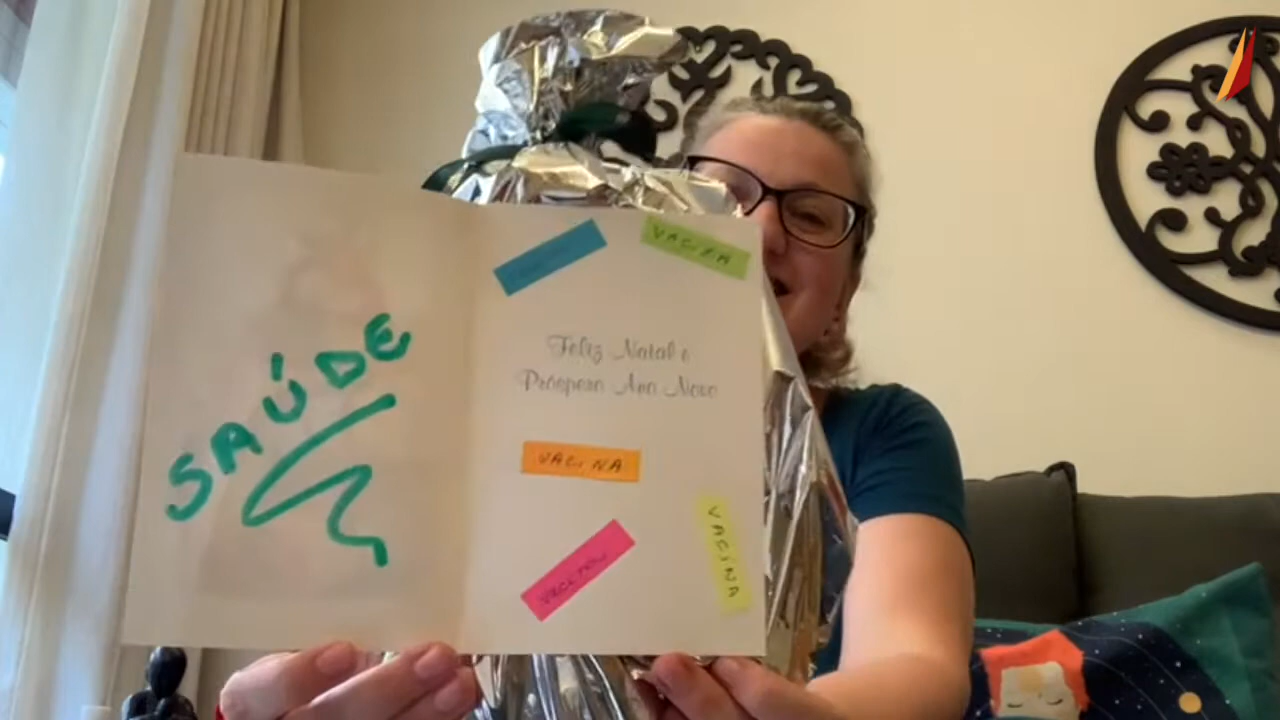 SAÚDE
VACINA
Feliz Natal e
Próspero Ano Novo
VACINA
VACINA
VACINA